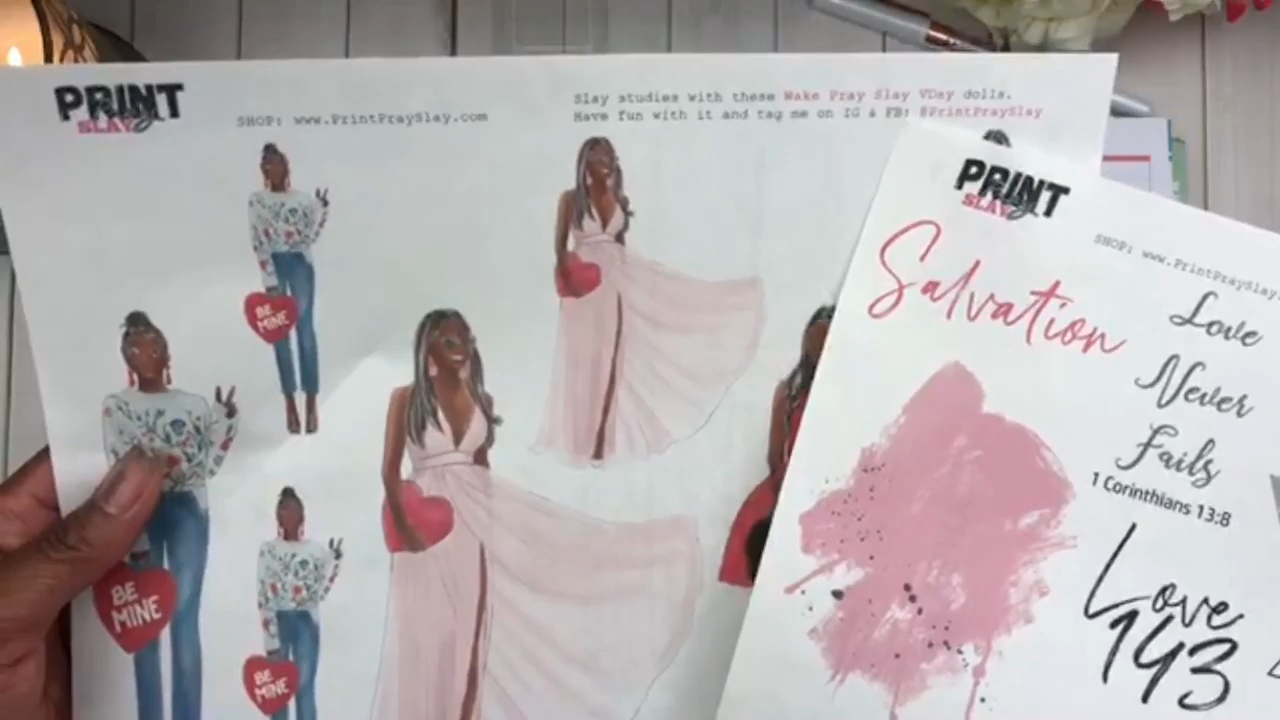 PRINT
SLAY
SHOP: www.PrintPraySlay.com
Slay studies with these Wake Pray Slay VDay dolls.
Have fun with it and tag me on IG & FB: @PrintPraySlay
BE
MINE
BE
MINE
BE
MINE
PRINT
SLAY
SHOP: www.PrintPraySlay.
Salvation
Love
Never
Fails
1 Corinthians 13:8
Love
143